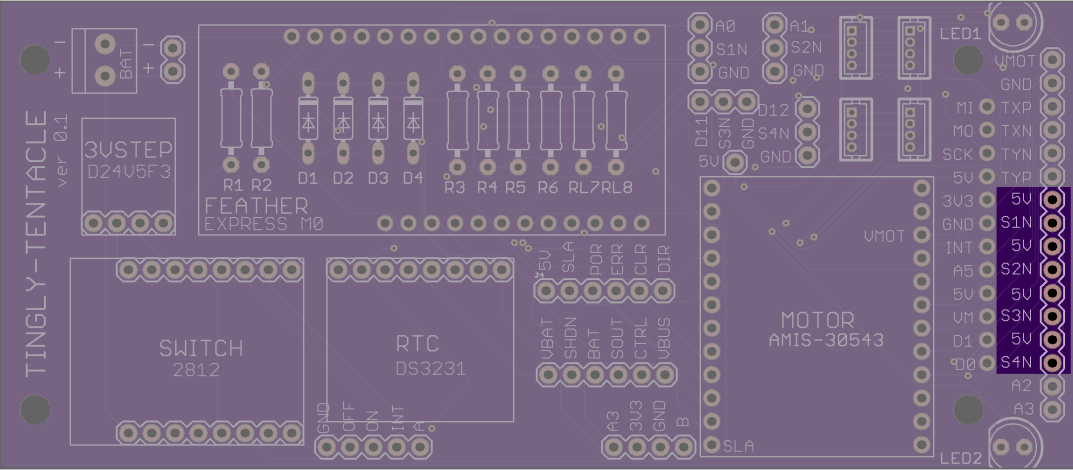 BAT
TINGLY-TENTACLE
ver 0.1
3VSTEP
D24V5F3
R1 R2 D1 D2 D3 D4 R3 R4 R5 R6 RL7 RL8
FEATHER
EXPRESS M0
SWITCH
2812
RTC
DS3231
GND OFF ON INT A
5V SLA POR ERR CLR DIR
VBAT SHDN BAT SOUT CTRL VBUS
A3 3V3 GND B
A0
S1N
GND
A1
S2N
GND
D11 S3N GND
D12
S4N
GND
5V
VMOT
MOTOR
AMIS-30543
SLA
LED1
VMOT
GND
MI TXP
MO TXN
SCK TYN
5V TYP
3V3 5V
GND S1N
INT 5V
A5 S2N
5V 5V
VM S3N
D1 5V
D0 S4N
A2
A3
LED2